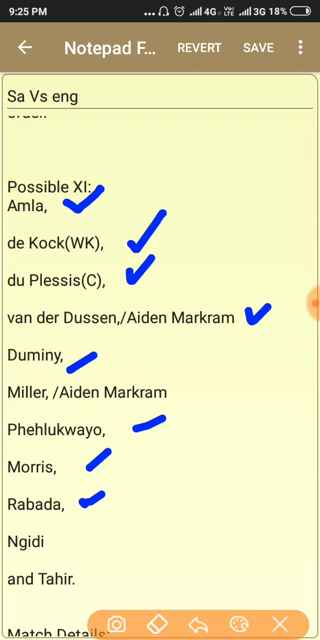 9:25 PM ... 4G Vo) LTE 3G 18%
Notepad F... REVERT SAVE
Sa Vs eng
Possible XI:
Amla,
de Kock(WK),
du Plessis(C),
van der Dussen,/Aiden Markram
Duminy,
Miller, /Aiden Markram
Phehlukwayo,
Morris,
Rabada,
Ngidi
and Tahir.
Match Details: